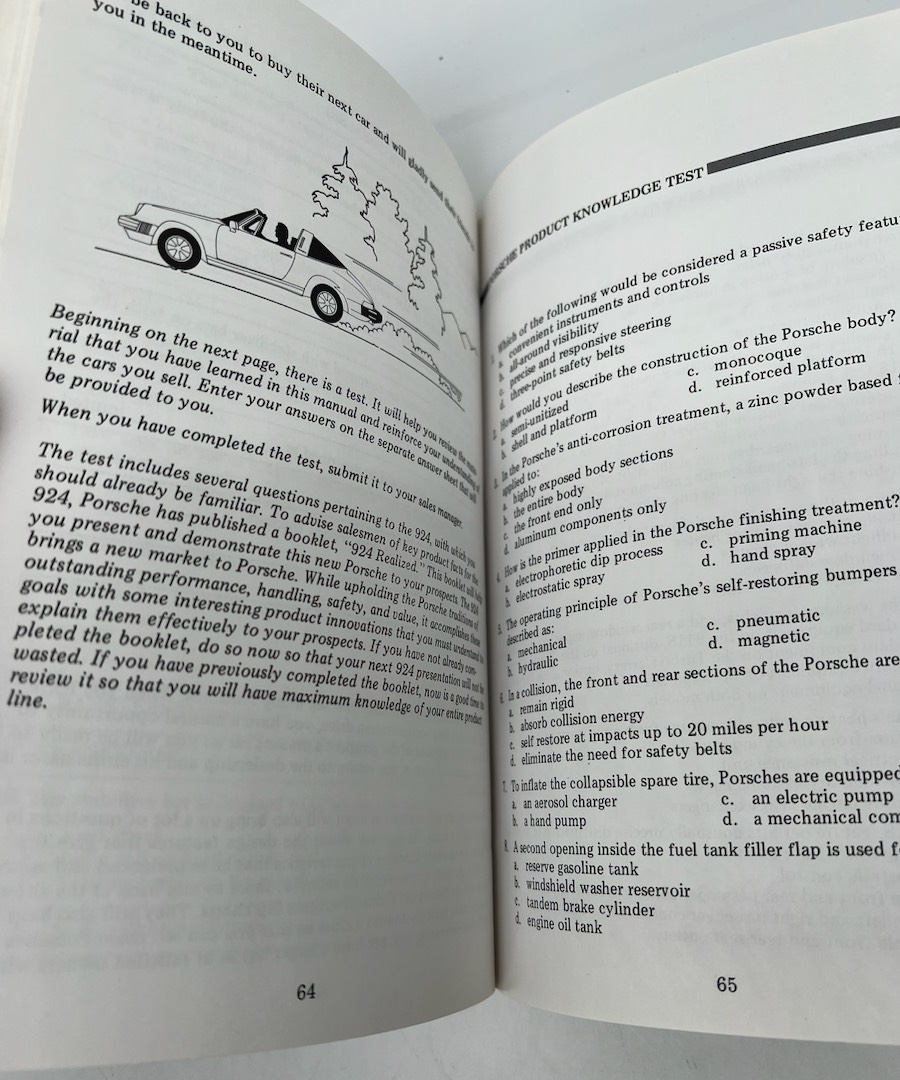 be back to you to buy their next car and will gladly send their
you in the meantime.
Beginning on the next page, there is a test. It will help you review the mate-
rial that you have learned in this manual and reinforce your understanding of
the cars you sell. Enter your answers on the separate answer sheet that will
be provided to you.
When you have completed the test, submit it to your sales manager.
The test includes several questions pertaining to the 924, with which you
should already be familiar. To advise salesmen of key product facts for the
924, Porsche has published a booklet, "924 Realized." This booklet will help
you present and demonstrate this new Porsche to your prospects. The 924
brings a new market to Porsche. While upholding the Porsche traditions of
outstanding performance, handling, safety, and value, it accomplishes these
goals with some interesting product innovations that you must understand to
explain them effectively to your prospects. If you have not already com-
pleted the booklet, do so now so that your next 924 presentation will not be
wasted. If you have previously completed the booklet, now is a good time to
review it so that you will have maximum knowledge of your entire product
line.
64
PORSCHE PRODUCT KNOWLEDGE TEST
Which of the following would be considered a passive safety featu
a. convenient instruments and controls
b. all-around visibility
c. precise and responsive steering
d. three-point safety belts
2. How would you describe the construction of the Porsche body?
a. semi-unitized c. monocoque
b. shell and platform d. reinforced platform
3. In the Porsche's anti-corrosion treatment, a zinc powder based
applied to:
a. highly exposed body sections
b. the entire body
c. the front end only
d. aluminum components only
4. How is the primer applied in the Porsche finishing treatment?
a. electrophoretic dip process c. priming machine
b. electrostatic spray d. hand spray
5. The operating principle of Porsche's self-restoring bumpers
described as:
a. mechanical c. pneumatic
b. hydraulic d. magnetic
6. In a collision, the front and rear sections of the Porsche are
a. remain rigid
b. absorb collision energy
c. self restore at impacts up to 20 miles per hour
d. eliminate the need for safety belts
7. To inflate the collapsible spare tire, Porsches are equipped
a. an aerosol charger c. an electric pump
b. a hand pump d. a mechanical com
8. A second opening inside the fuel tank filler flap is used f
a. reserve gasoline tank
b. windshield washer reservoir
c. tandem brake cylinder
d. engine oil tank
65